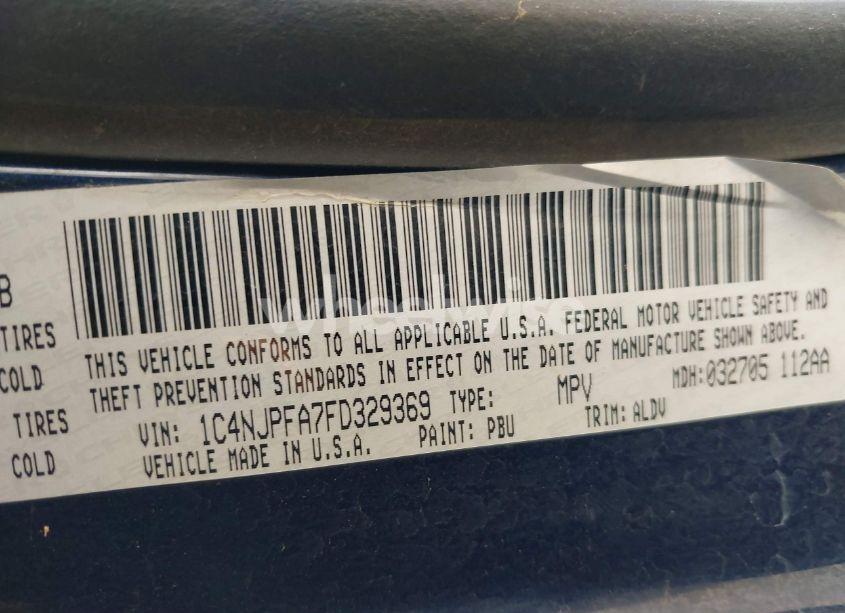 B
THIS VEHICLE CONFORMS TO ALL APPLICABLE U.S.A. FEDERAL MOTOR VEHICLE SAFETY AND
THEFT PREVENTION STANDARDS IN EFFECT ON THE DATE OF MANUFACTURE SHOWN ABOVE.
VIN: 1C4NJPFA7FD329369 TYPE: MPV MDH:032705 112AA
VEHICLE MADE IN U.S.A. PAINT: PBU TRIM: ALDV
TIRES
COLD
TIRES
COLD
wheelwise